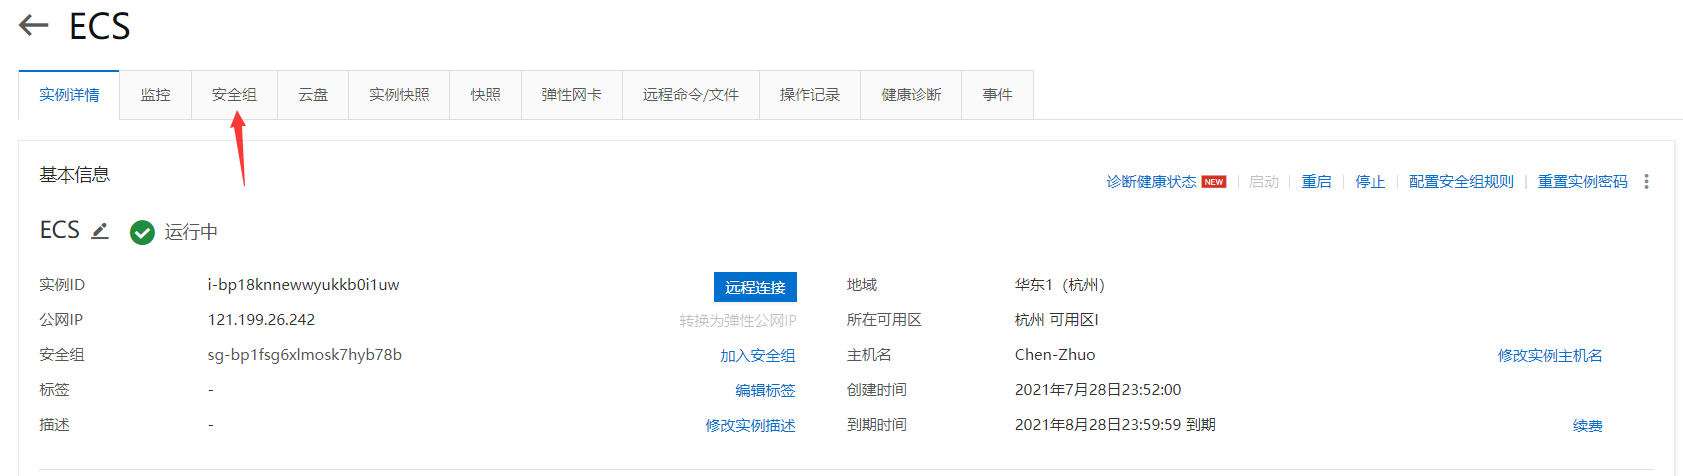 ECS
实例详情 监控 安全组 云盘 实例快照 快照 弹性网卡 远程命令/文件 操作记录 健康诊断 事件
基本信息
诊断健康状态 NEW 启动 重启 停止 配置安全组规则 重置实例密码
ECS 运行中
实例ID i-bp18knnewwyukkb0i1uw 远程连接 地域 华东1（杭州）
公网IP 121.199.26.242 转换为弹性公网IP 所在可用区 杭州 可用区I
安全组 sg-bp1fsg6xlmosk7hyb78b 加入安全组 主机名 Chen-Zhuo 修改实例主机名
标签 - 编辑标签 创建时间 2021年7月28日23:52:00
描述 - 修改实例描述 到期时间 2021年8月28日23:59:59 到期 续费